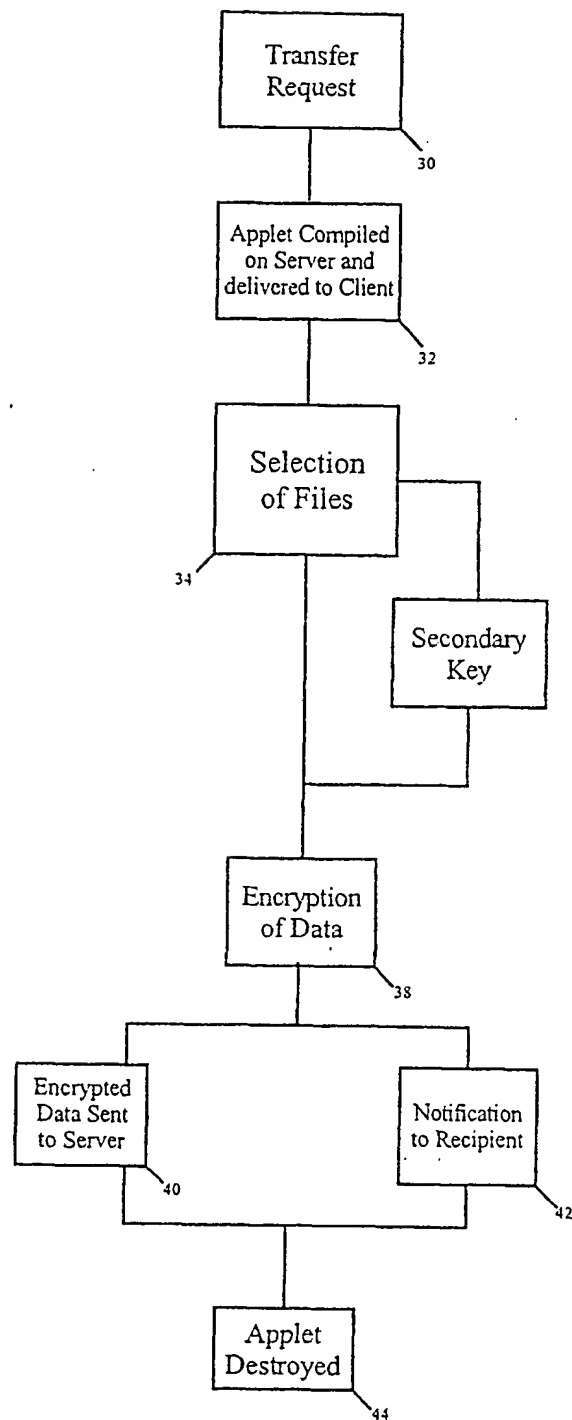 Transfer
Request
30
Applet Compiled
on Server and
delivered to Client
32
Selection
of Files
34
Secondary
Key
Encryption
of Data
38
Encrypted
Data Sent
to Server
40
Notification
to Recipient
42
Applet
Destroyed
44